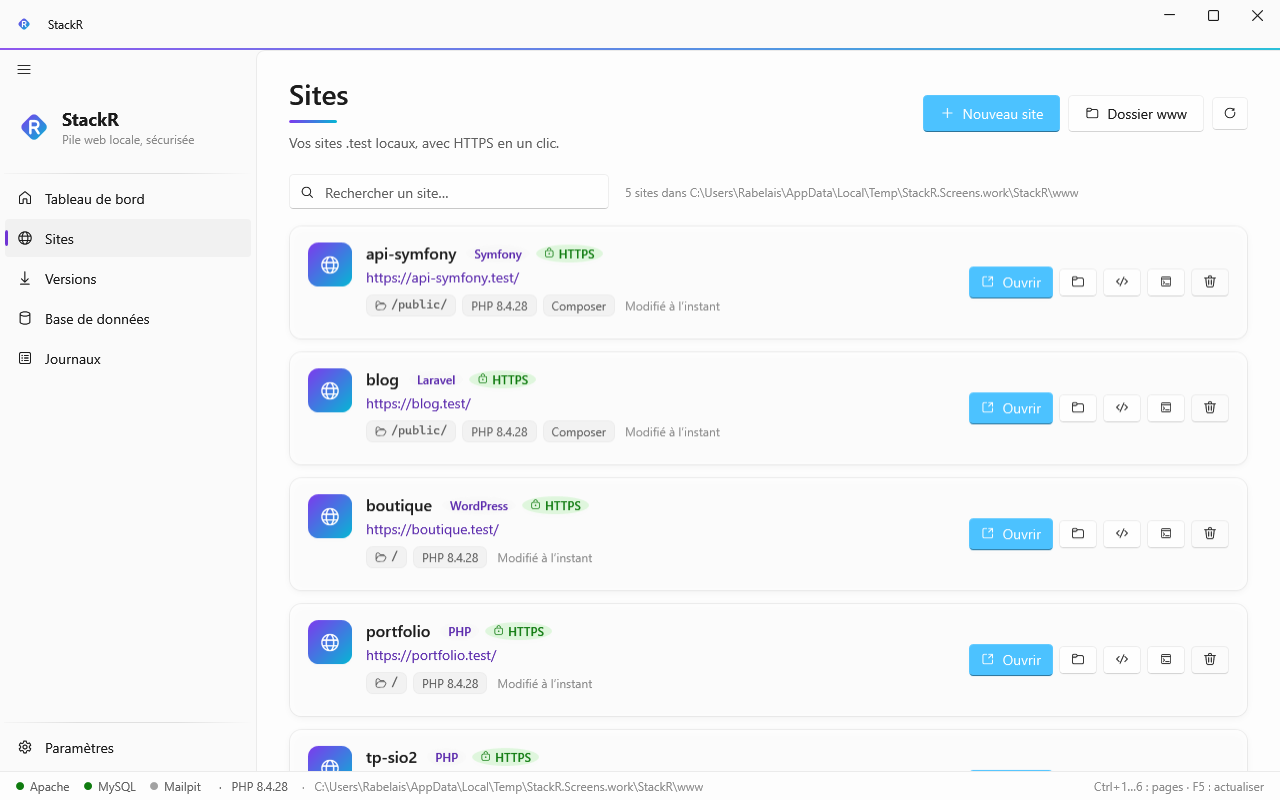 StackR
StackR
Pile web locale, sécurisée
Tableau de bord
Sites
Versions
Base de données
Journaux
Paramètres
Sites
Vos sites .test locaux, avec HTTPS en un clic.
Nouveau site
Dossier www
Rechercher un site...
5 sites dans C:\Users\Rabelais\AppData\Local\Temp\StackR.Screens.work\StackR\www
api-symfony Symfony HTTPS
https://api-symfony.test/
/public/ PHP 8.4.28 Composer Modifié à l'instant
Ouvrir
blog Laravel HTTPS
https://blog.test/
/public/ PHP 8.4.28 Composer Modifié à l'instant
Ouvrir
boutique WordPress HTTPS
https://boutique.test/
/ PHP 8.4.28 Modifié à l'instant
Ouvrir
portfolio PHP HTTPS
https://portfolio.test/
/ PHP 8.4.28 Modifié à l'instant
Ouvrir
tp-sio2 PHP HTTPS
Apache MySQL Mailpit · PHP 8.4.28 · C:\Users\Rabelais\AppData\Local\Temp\StackR.Screens.work\StackR\www
Ctrl+1…6 : pages · F5 : actualiser